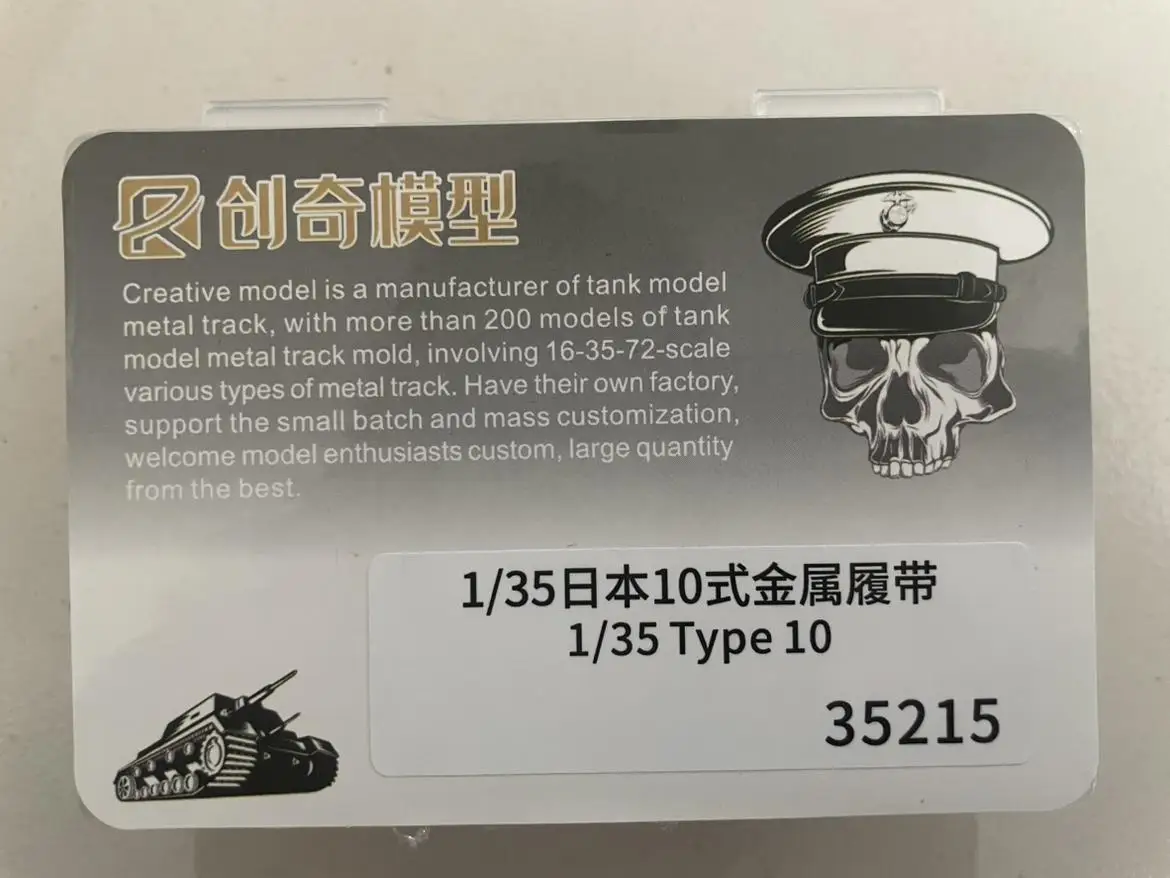 创奇模型
Creative model is a manufacturer of tank model
metal track, with more than 200 models of tank
model metal track mold, involving 16-35-72-scale
various types of metal track. Have their own factory,
support the small batch and mass customization,
welcome model enthusiasts custom, large quantity
from the best.
1/35日本10式金属履带
1/35 Type 10
35215